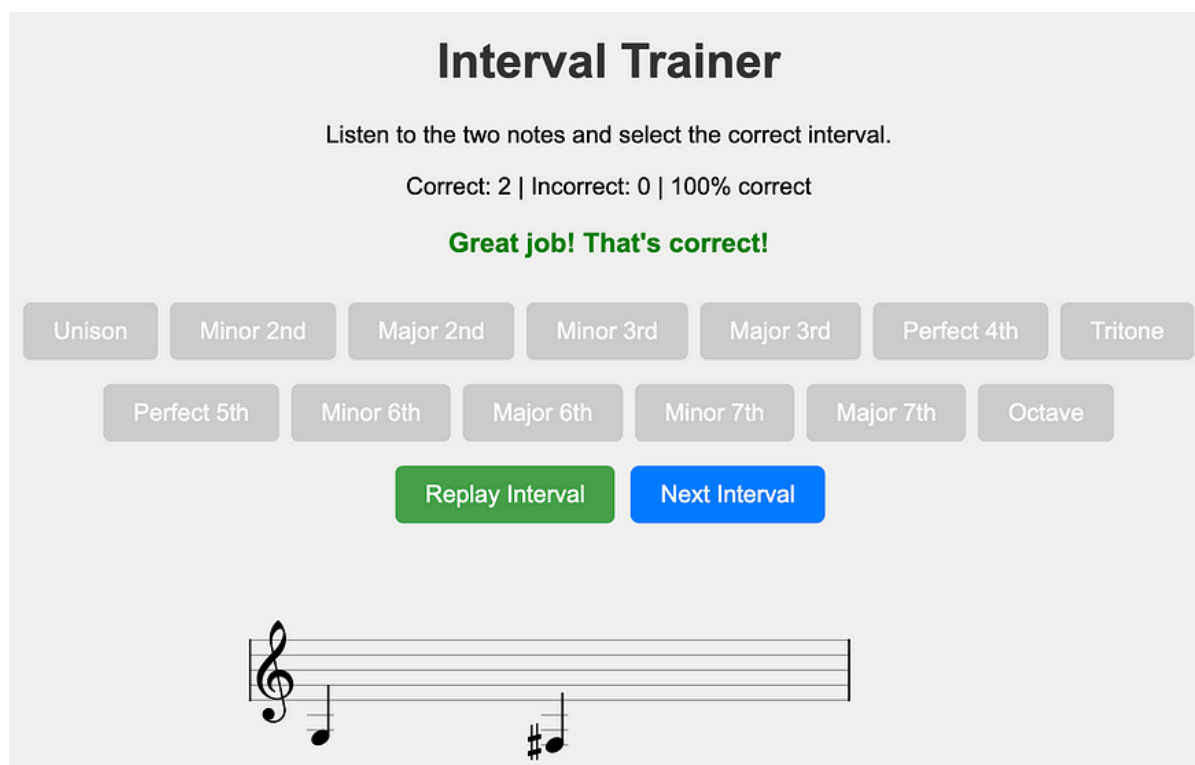 Interval Trainer
Listen to the two notes and select the correct interval.
Correct: 2 | Incorrect: 0 | 100% correct
Great job! That's correct!
Unison Minor 2nd Major 2nd Minor 3rd Major 3rd Perfect 4th Tritone
Perfect 5th Minor 6th Major 6th Minor 7th Major 7th Octave
Replay Interval Next Interval